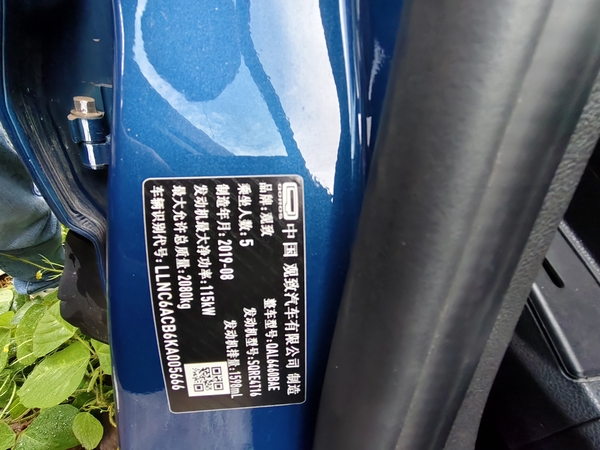 中国 观致汽车有限公司 制造
品牌:观致 整车型号:QAL6460BAE
乘坐人数:5 发动机型号:SQRE4T16
制造年月:2019-08 发动机排量:1598mL
发动机最大净功率:115kW
最大允许总质量:2080kg
车辆识别代号:LLNC6ACB6KA005666